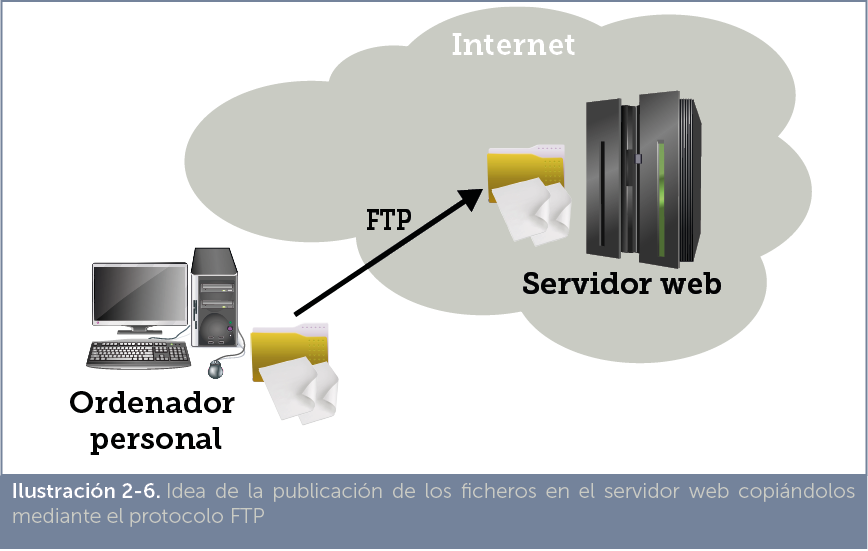 Internet
FTP
Servidor web
Ordenador
personal
Ilustración 2-6. Idea de la publicación de los ficheros en el servidor web copiándolos
mediante el protocolo FTP